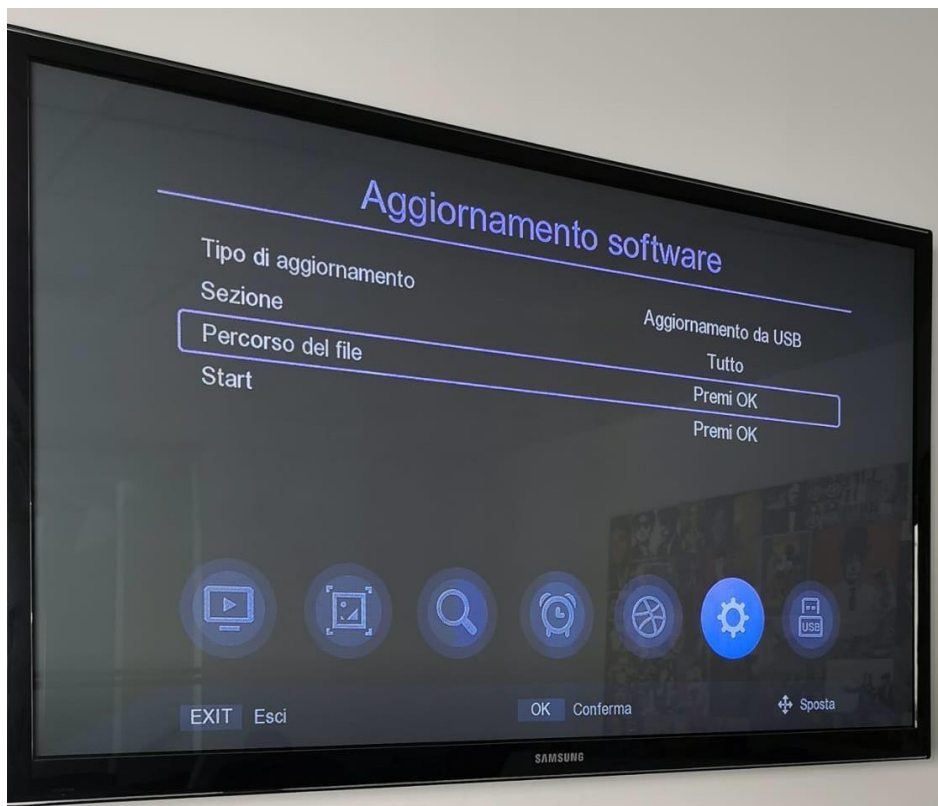 Aggiornamento software
Tipo di aggiornamento Aggiornamento da USB
Sezione Tutto
Percorso del file Premi OK
Start Premi OK
USB
EXIT Esci OK Conferma Sposta
SAMSUNG